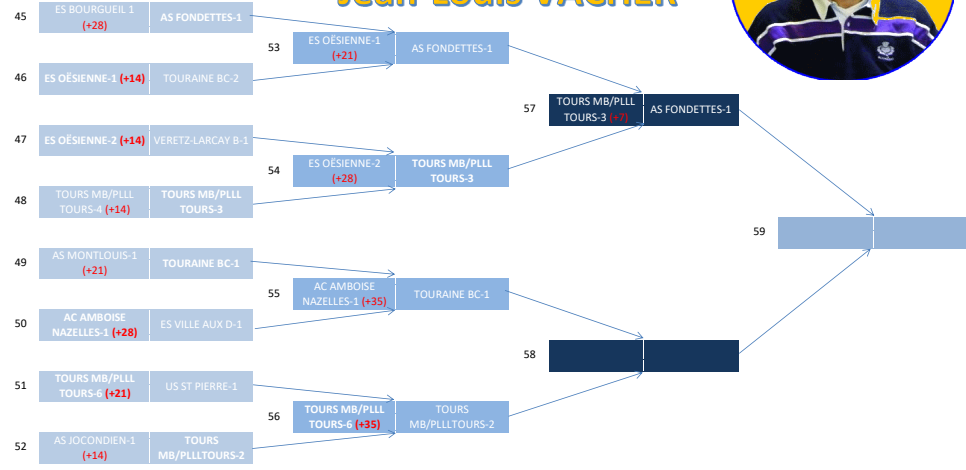 Jean-Louis VACHER
45
ES BOURGUEIL 1
(+28)
AS FONDETTES-1
46
ES OËSIENNE-1 (+14)
TOURAINE BC-2
47
ES OËSIENNE-2 (+14)
VERETZ-LARCAY B-1
48
TOURS MB/PLLL
TOURS-4 (+14)
TOURS MB/PLLL
TOURS-3
49
AS MONTLOUIS-1
(+21)
TOURAINE BC-1
50
AC AMBOISE
NAZELLES-1 (+28)
ES VILLE AUX D-1
51
TOURS MB/PLLL
TOURS-6 (+21)
US ST PIERRE-1
52
AS JOCONDIEN-1
(+14)
TOURS
MB/PLLLTOURS-2
53
ES OËSIENNE-1
(+21)
AS FONDETTES-1
54
ES OËSIENNE-2
(+28)
TOURS MB/PLLL
TOURS-3
55
AC AMBOISE
NAZELLES-1 (+35)
TOURAINE BC-1
56
TOURS MB/PLLL
TOURS-6 (+35)
TOURS
MB/PLLLTOURS-2
57
TOURS MB/PLLL
TOURS-3 (+7)
AS FONDETTES-1
58
59